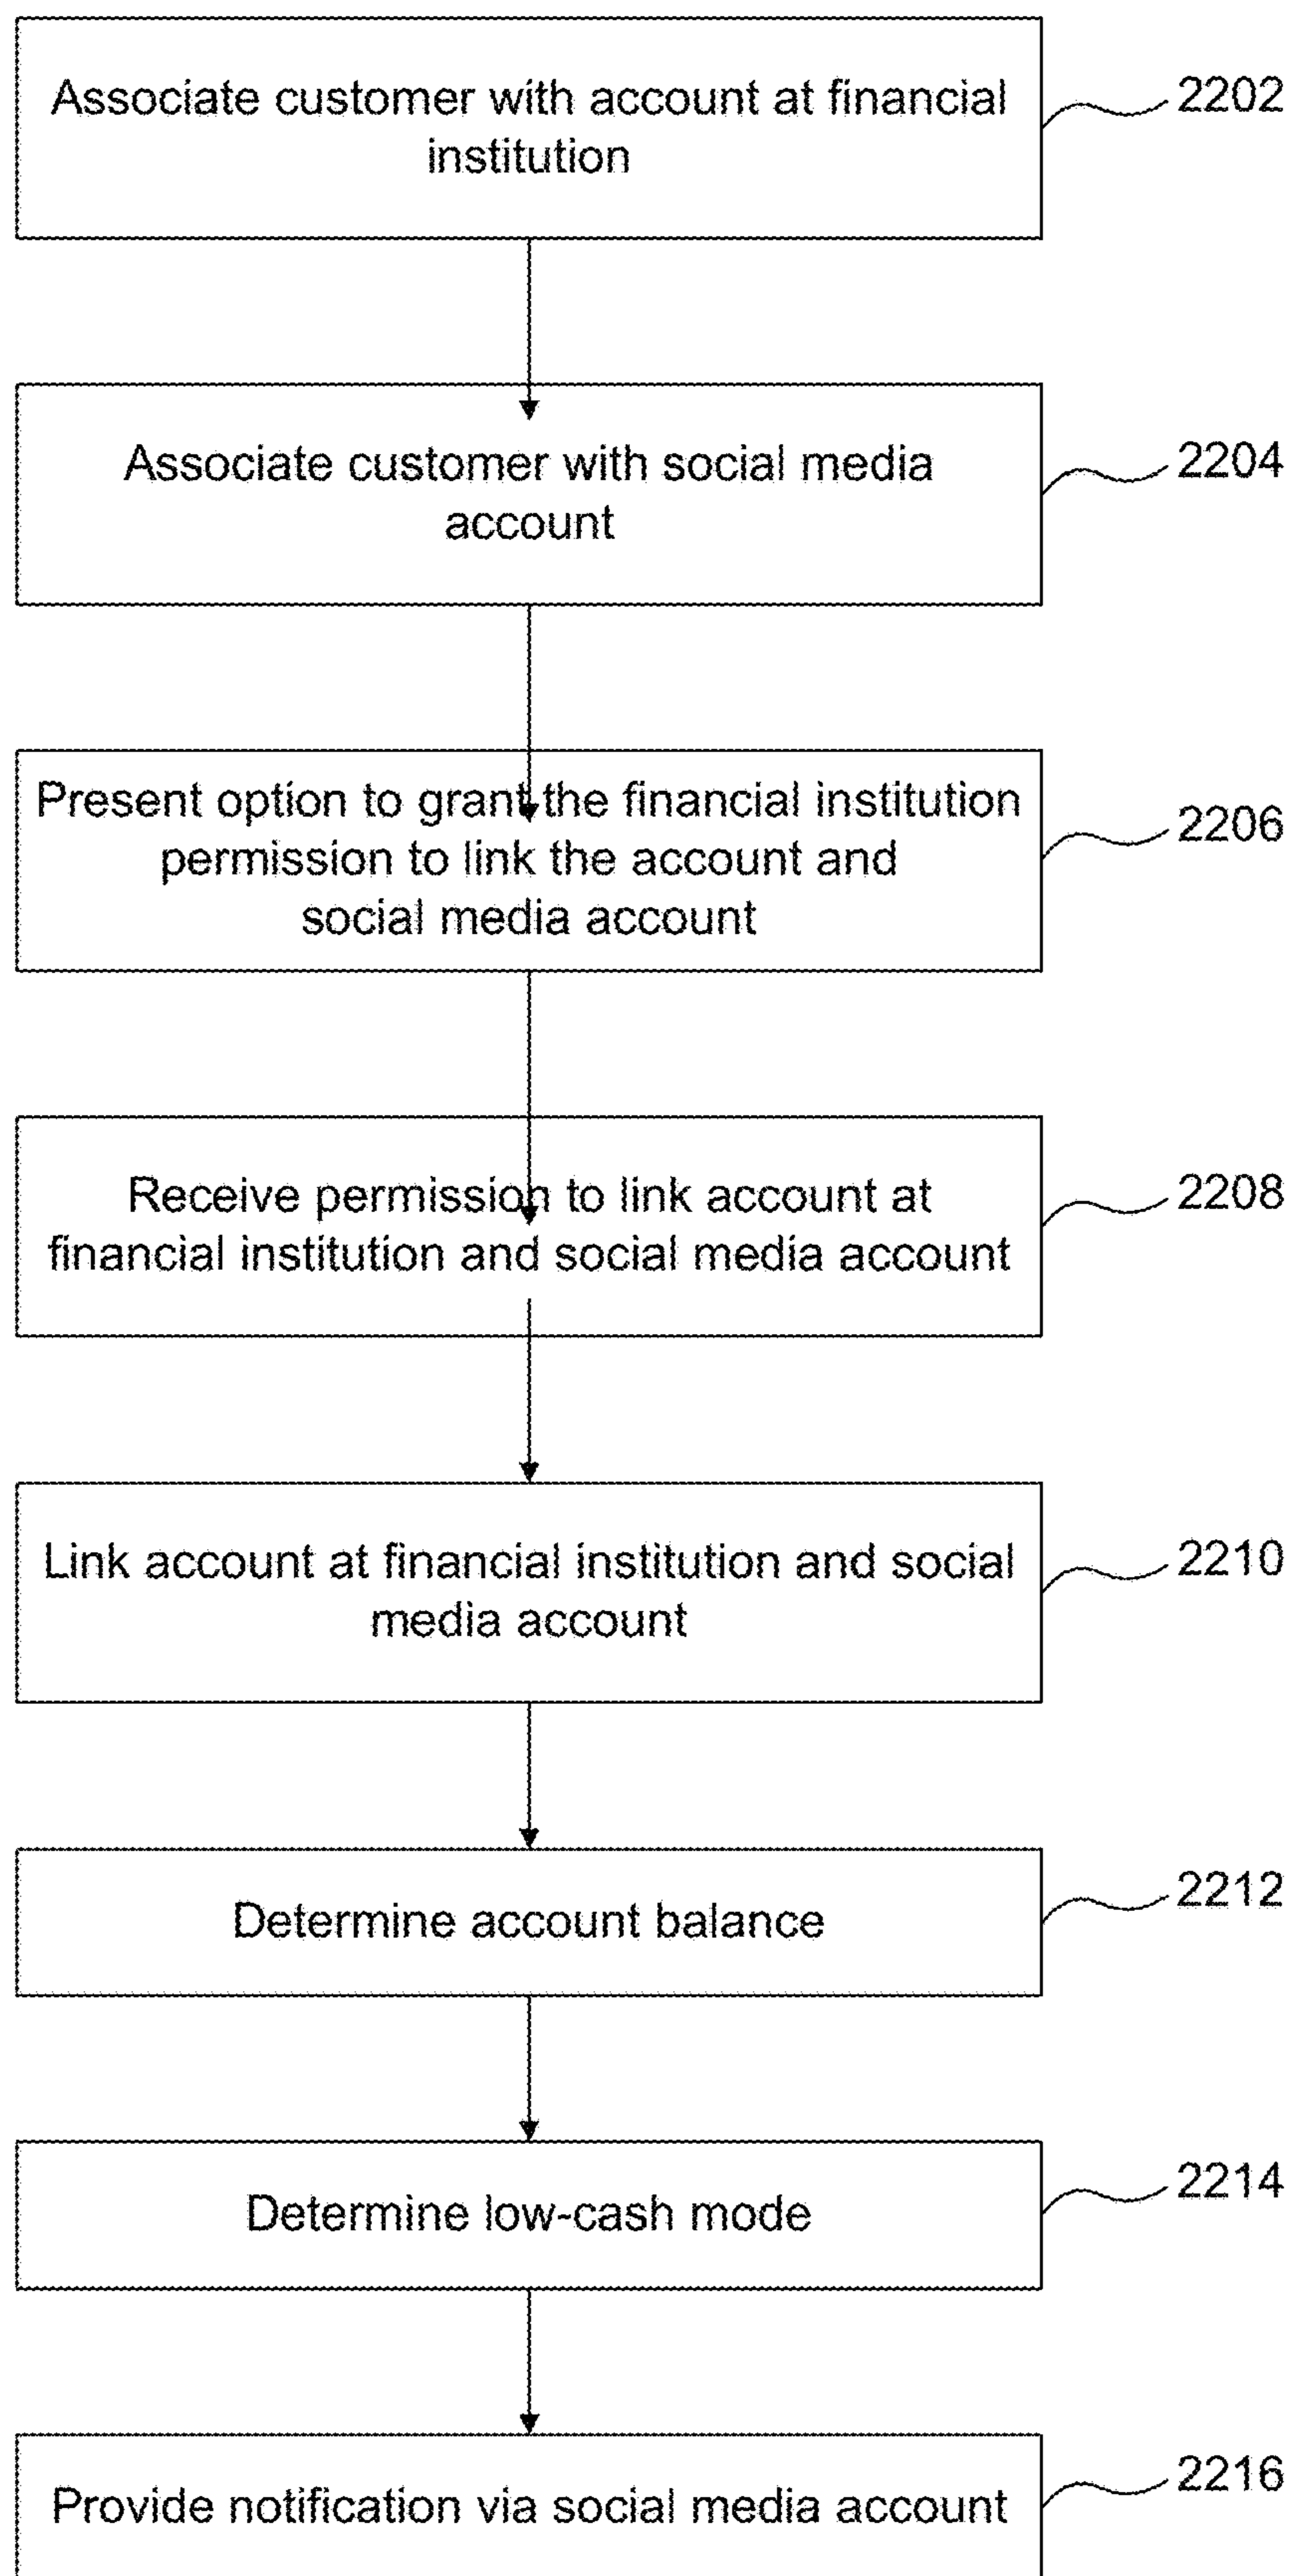 Associate customer with account at financial
institution
2202
Associate customer with social media
account
2204
Present option to grant the financial institution
permission to link the account and
social media account
2206
Receive permission to link account at
financial institution and social media account
2208
Link account at financial institution and social
media account
2210
Determine account balance
2212
Determine low-cash mode
2214
Provide notification via social media account
2216